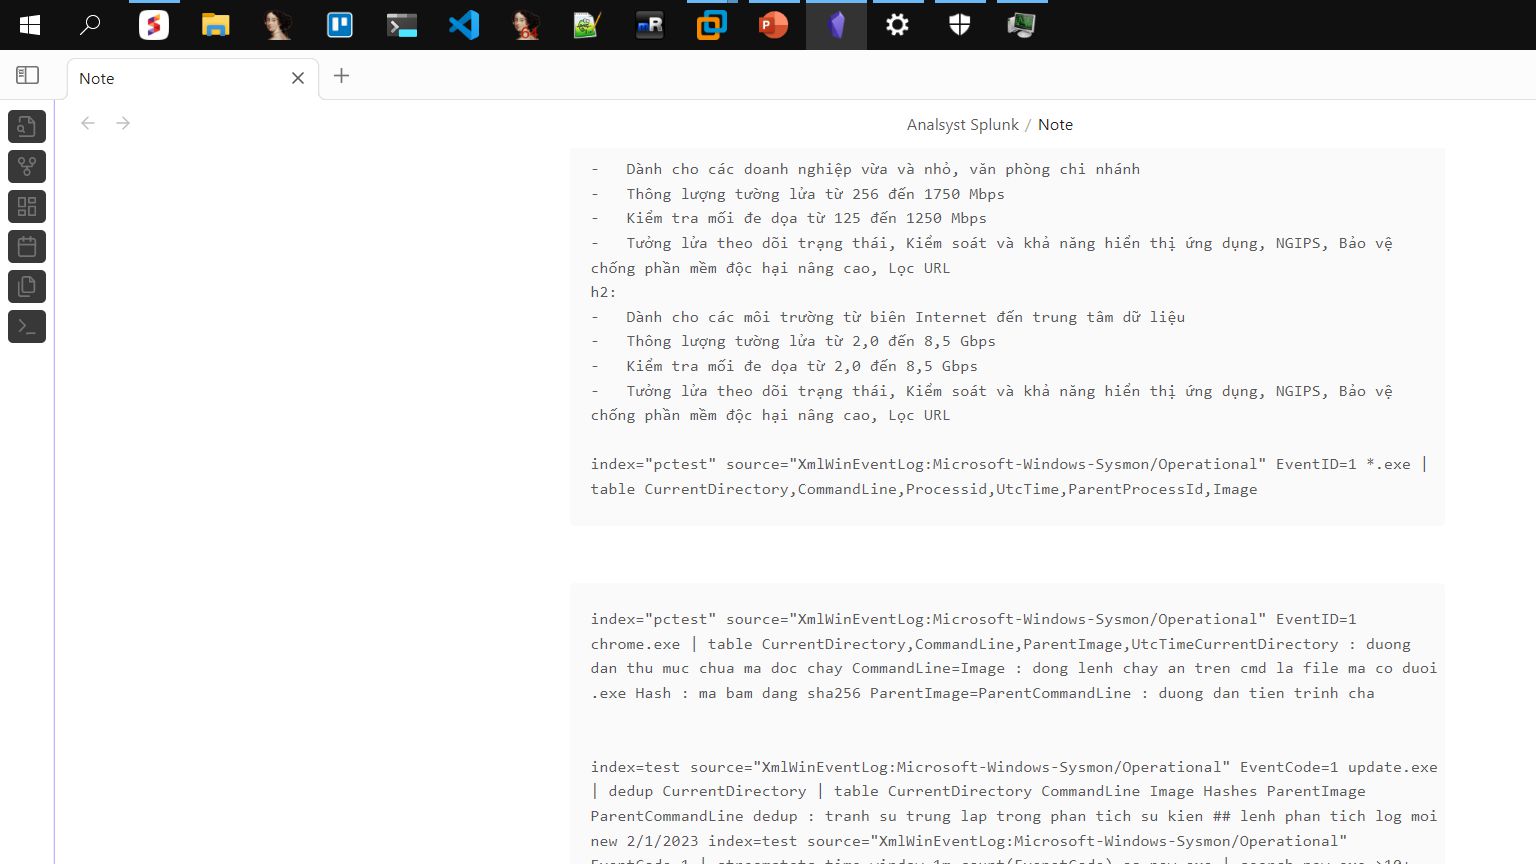 Note
Analsyst Splunk / Note
-   Dành cho các doanh nghiệp vừa và nhỏ, văn phòng chi nhánh
-   Thông lượng tường lửa từ 256 đến 1750 Mbps
-   Kiểm tra mối đe dọa từ 125 đến 1250 Mbps
-   Tưởng lửa theo dõi trạng thái, Kiểm soát và khả năng hiển thị ứng dụng, NGIPS, Bảo vệ
chống phần mềm độc hại nâng cao, Lọc URL
h2:
-   Dành cho các môi trường từ biên Internet đến trung tâm dữ liệu
-   Thông lượng tường lửa từ 2,0 đến 8,5 Gbps
-   Kiểm tra mối đe dọa từ 2,0 đến 8,5 Gbps
-   Tưởng lửa theo dõi trạng thái, Kiểm soát và khả năng hiển thị ứng dụng, NGIPS, Bảo vệ
chống phần mềm độc hại nâng cao, Lọc URL
index="pctest" source="XmlWinEventLog:Microsoft-Windows-Sysmon/Operational" EventID=1 *.exe |
table CurrentDirectory,CommandLine,Processid,UtcTime,ParentProcessId,Image
index="pctest" source="XmlWinEventLog:Microsoft-Windows-Sysmon/Operational" EventID=1
chrome.exe | table CurrentDirectory,CommandLine,ParentImage,UtcTimeCurrentDirectory : duong
dan thu muc chua ma doc chay CommandLine=Image : dong lenh chay an tren cmd la file ma co duoi
.exe Hash : ma bam dang sha256 ParentImage=ParentCommandLine : duong dan tien trinh cha
index=test source="XmlWinEventLog:Microsoft-Windows-Sysmon/Operational" EventCode=1 update.exe
| dedup CurrentDirectory | table CurrentDirectory CommandLine Image Hashes ParentImage
ParentCommandLine dedup : tranh su trung lap trong phan tich su kien ## lenh phan tich log moi
new 2/1/2023 index=test source="XmlWinEventLog:Microsoft-Windows-Sysmon/Operational"